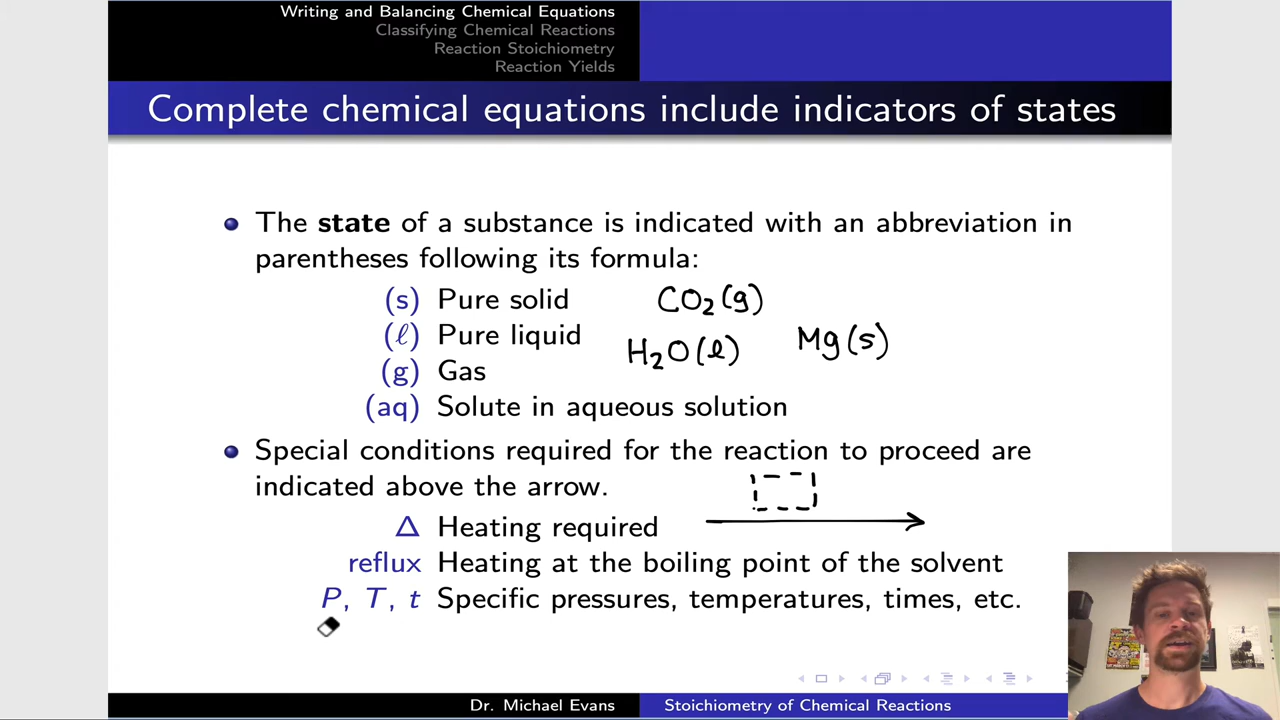 Writing and Balancing Chemical Equations
Classifying Chemical Reactions
Reaction Stoichiometry
Reaction Yields
Complete chemical equations include indicators of states
The state of a substance is indicated with an abbreviation in
parentheses following its formula:
(s) Pure solid
CO₂(g)
(ℓ) Pure liquid
H₂O(l)
Mg(s)
(g) Gas
(aq) Solute in aqueous solution
Special conditions required for the reaction to proceed are
indicated above the arrow.
Δ Heating required
reflux Heating at the boiling point of the solvent
P, T, t Specific pressures, temperatures, times, etc.
Dr. Michael Evans
Stoichiometry of Chemical Reactions